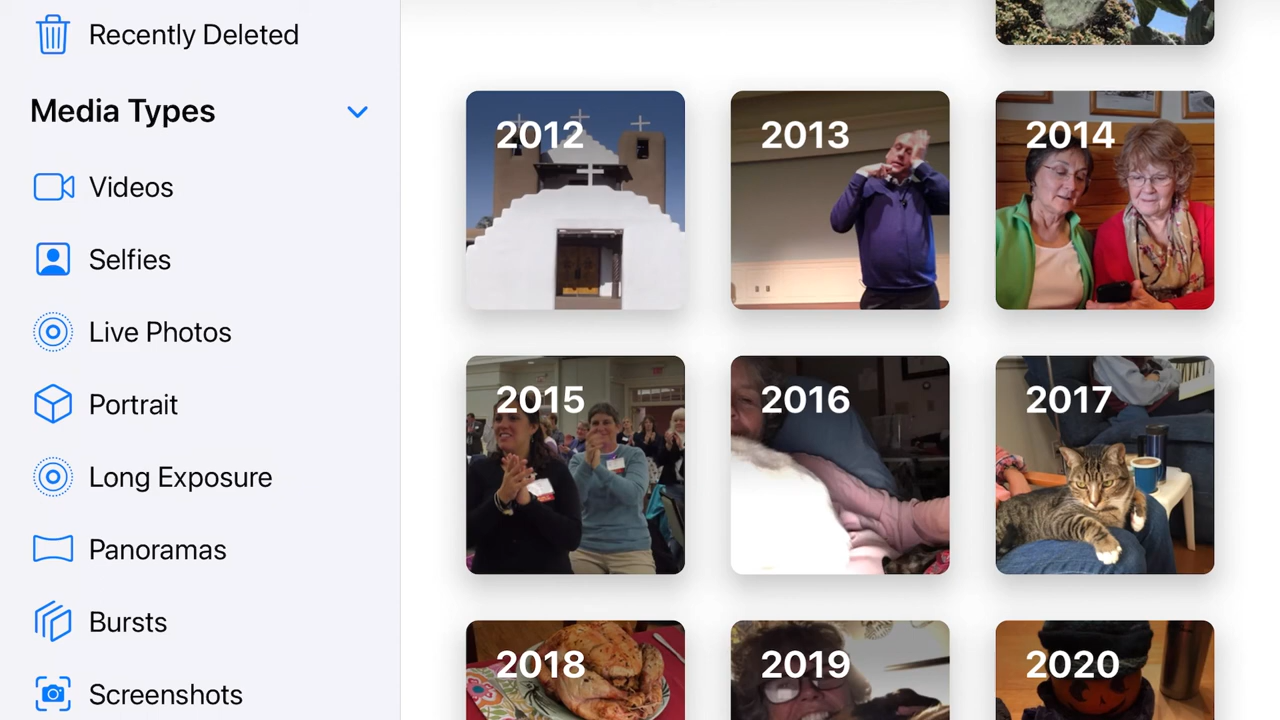 Recently Deleted
Media Types
Videos
Selfies
Live Photos
Portrait
Long Exposure
Panoramas
Bursts
Screenshots
2012
2013
2014
2015
2016
2017
2018
2019
2020